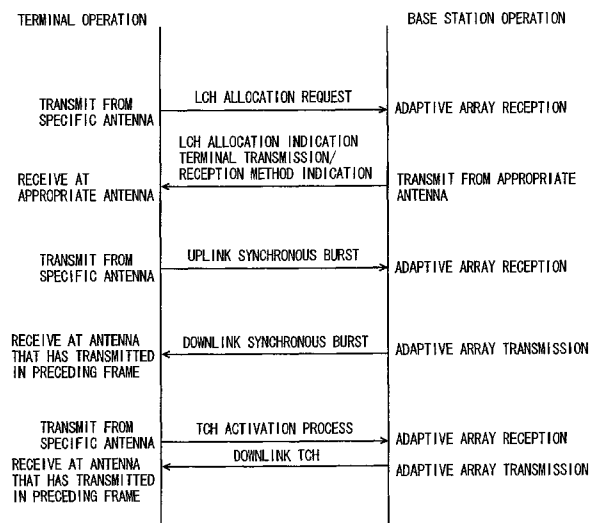 TERMINAL OPERATION
BASE STATION OPERATION
TRANSMIT FROM
SPECIFIC ANTENNA
LCH ALLOCATION REQUEST
ADAPTIVE ARRAY RECEPTION
LCH ALLOCATION INDICATION
TERMINAL TRANSMISSION/
RECEPTION METHOD INDICATION
RECEIVE AT
APPROPRIATE ANTENNA
TRANSMIT FROM APPROPRIATE
ANTENNA
TRANSMIT FROM
SPECIFIC ANTENNA
UPLINK SYNCHRONOUS BURST
ADAPTIVE ARRAY RECEPTION
RECEIVE AT ANTENNA
THAT HAS TRANSMITTED
IN PRECEDING FRAME
DOWNLINK SYNCHRONOUS BURST
ADAPTIVE ARRAY TRANSMISSION
TRANSMIT FROM
SPECIFIC ANTENNA
TCH ACTIVATION PROCESS
ADAPTIVE ARRAY RECEPTION
RECEIVE AT ANTENNA
THAT HAS TRANSMITTED
IN PRECEDING FRAME
DOWNLINK TCH
ADAPTIVE ARRAY TRANSMISSION